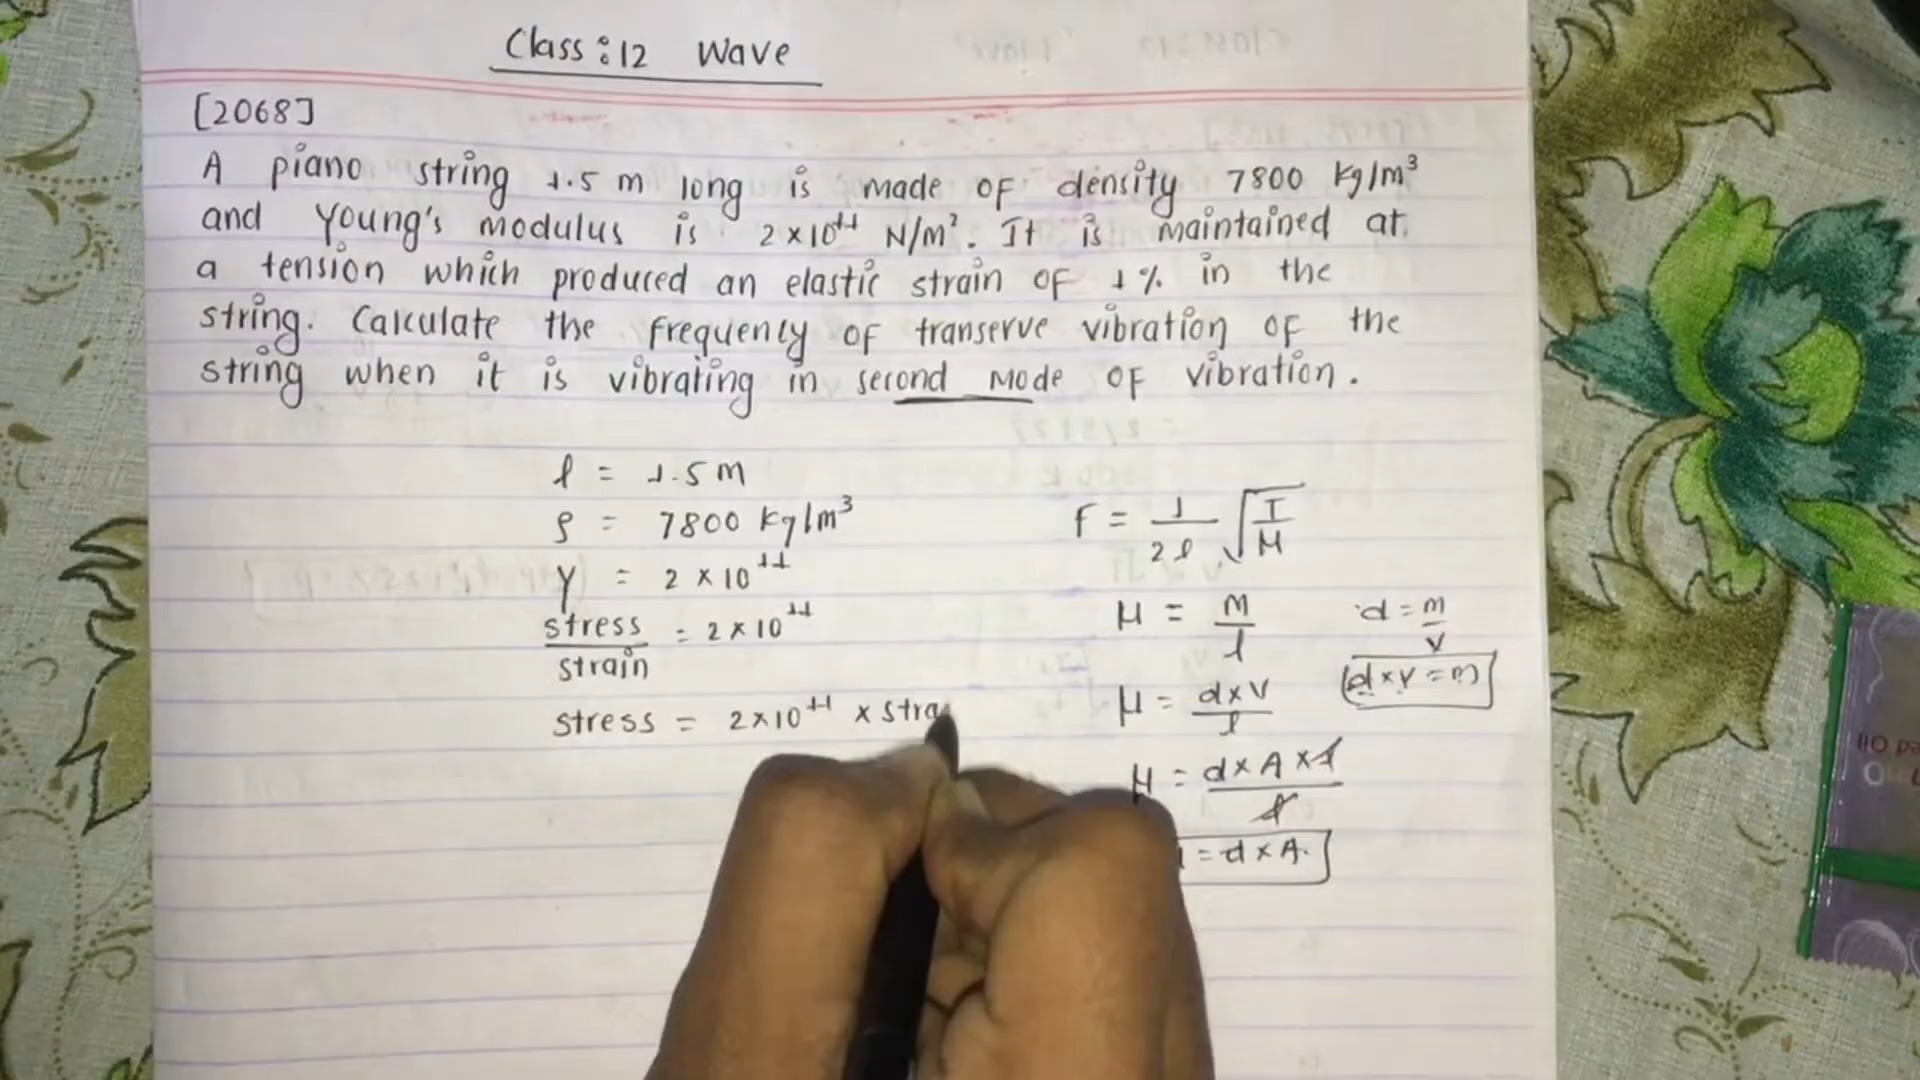 Class: 12 Wave
[2068]
A piano string 1.5 m long is made of density 7800 kg/m³
and Young's modulus is 2×10¹¹ N/m². It is maintained at
a tension which produced an elastic strain of 1% in the
string. Calculate the frequency of transerve vibration of the
string when it is vibrating in second mode of vibration.
l = 1.5 m
ρ = 7800 kg/m³
Y = 2 × 10¹¹
stress/strain = 2 × 10¹¹
stress = 2×10¹¹ × stra
F = 1/2l √T/μ
μ = m/l
d = m/v
μ = d×V/l
d×v = m
μ = d×A×l/l
= d×A.